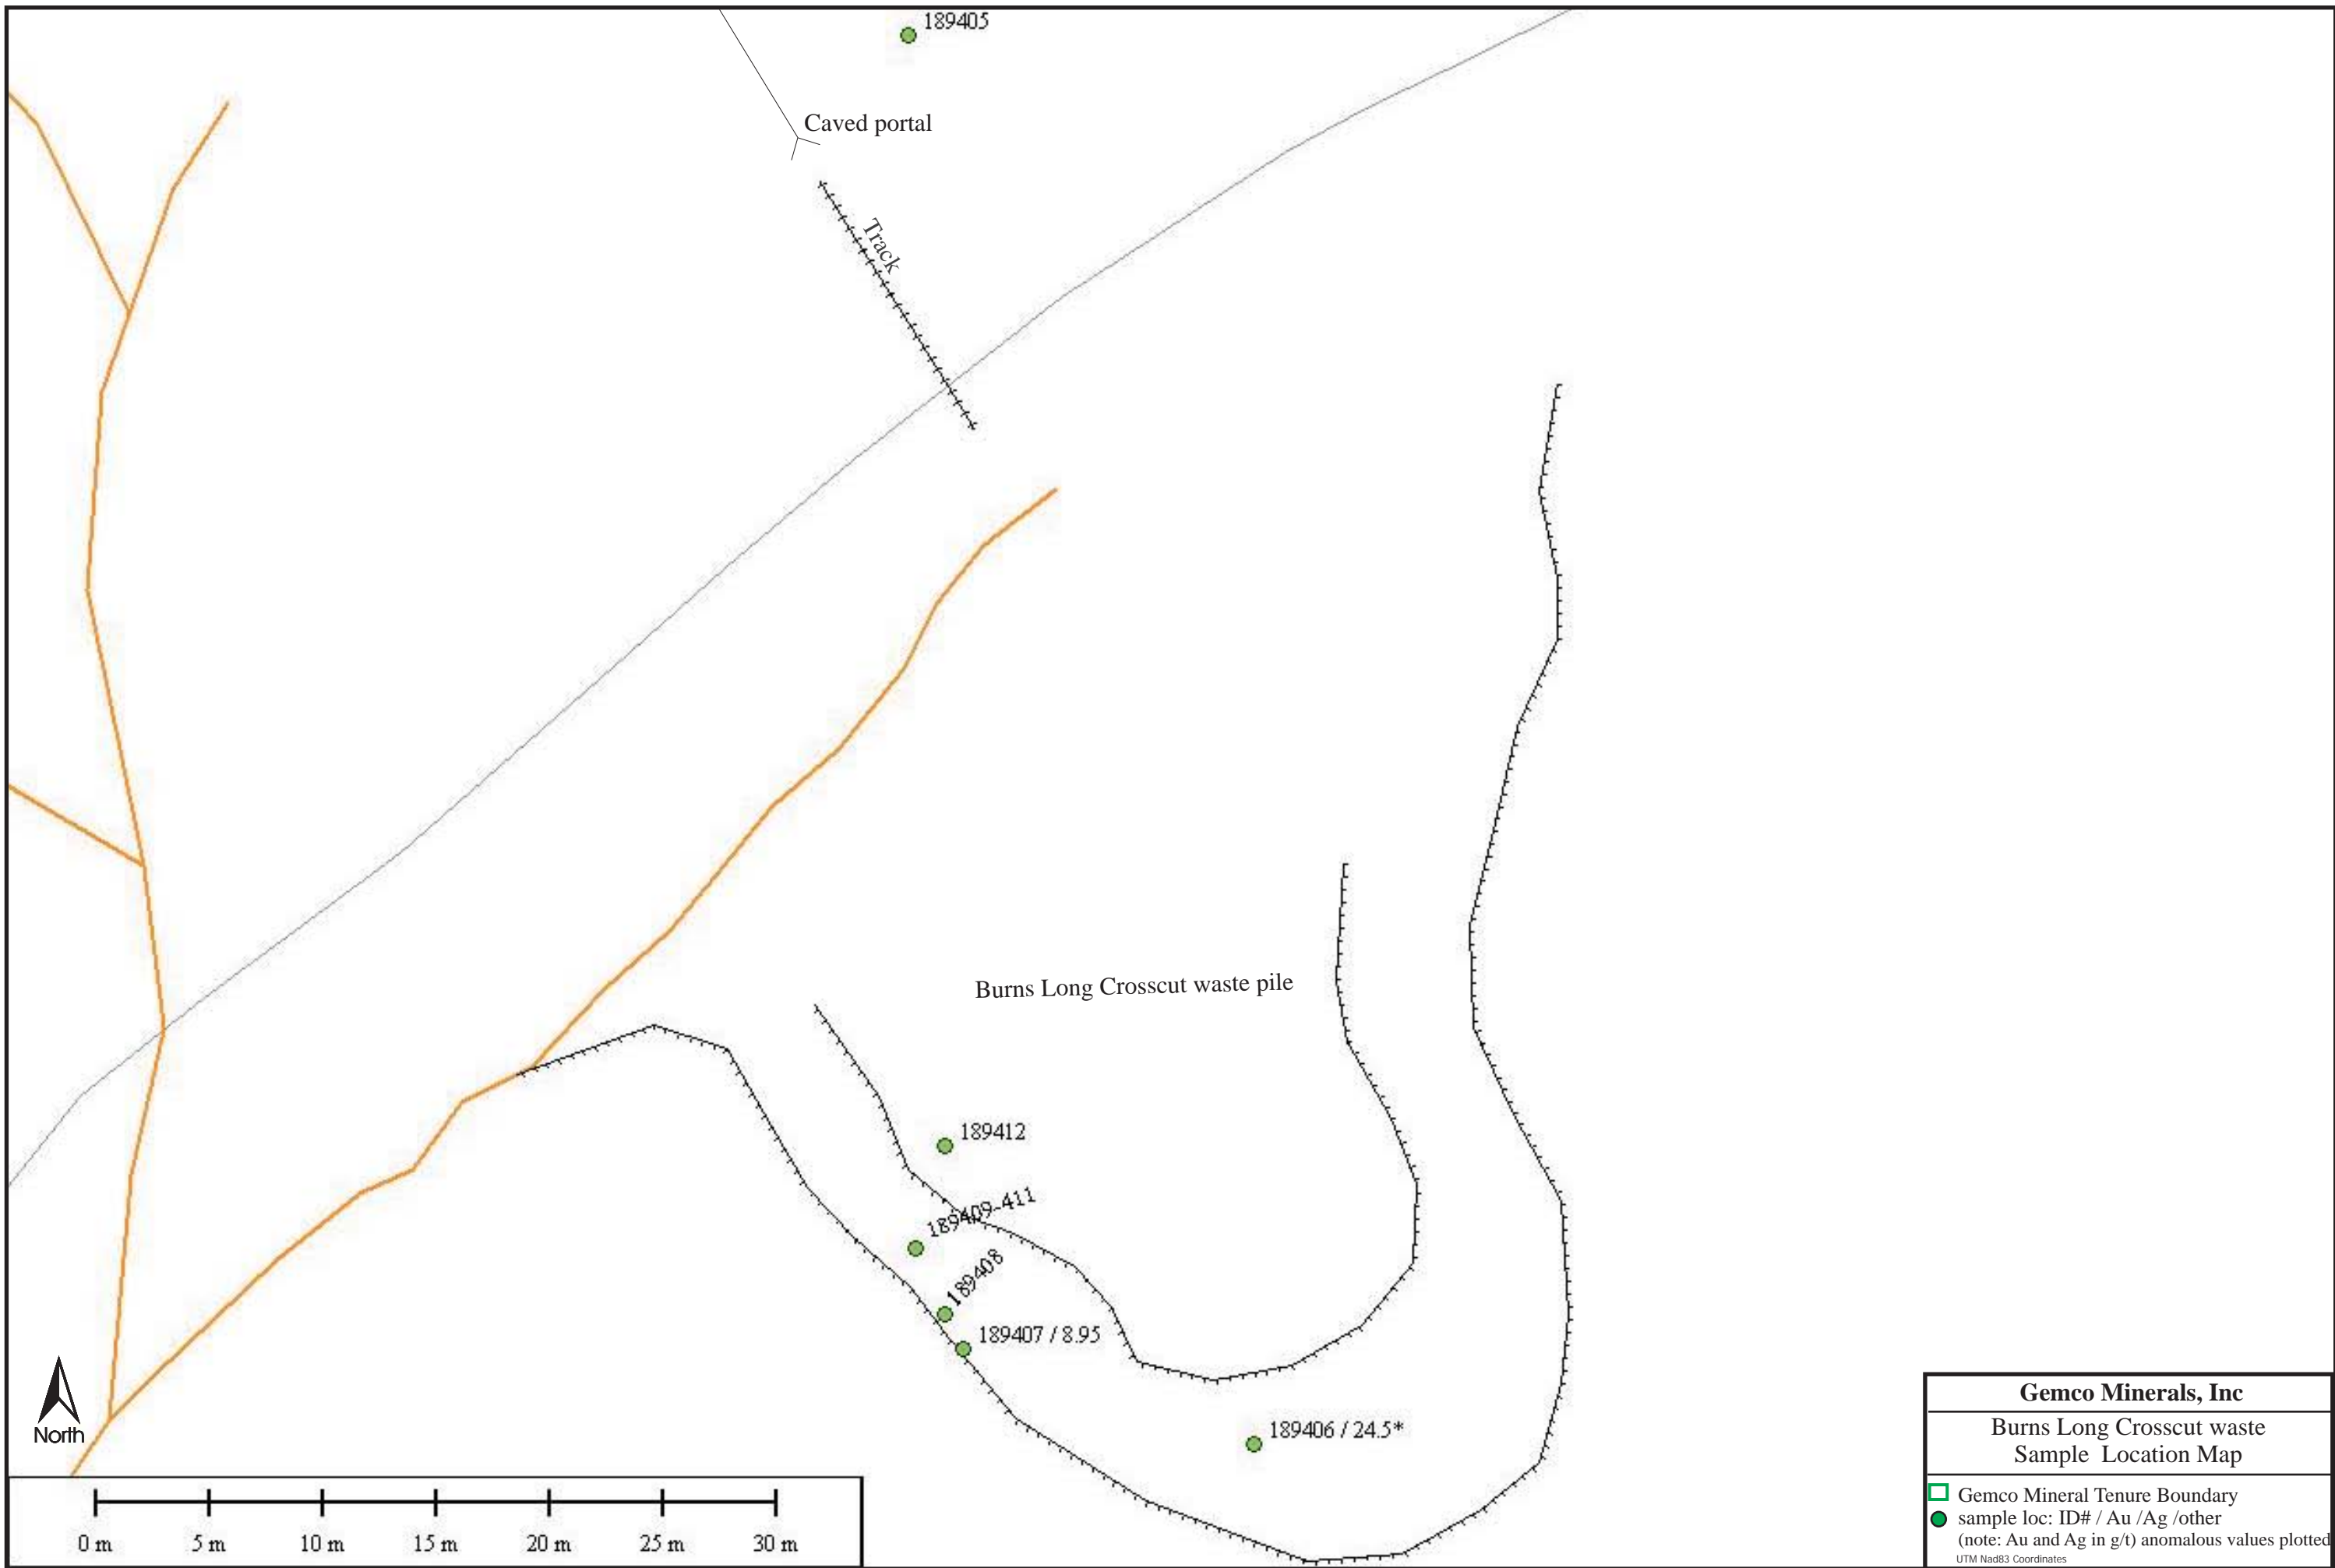 189405
Caved portal
Track
Burns Long Crosscut waste pile
189412
189409-411
189408
189407 / 8.95
189406 / 24.5*
North
0 m 5 m 10 m 15 m 20 m 25 m 30 m
Gemco Minerals, Inc
Burns Long Crosscut waste
Sample Location Map
Gemco Mineral Tenure Boundary
sample loc: ID# / Au /Ag /other
(note: Au and Ag in g/t) anomalous values plotted
UTM Nad83 Coordinates